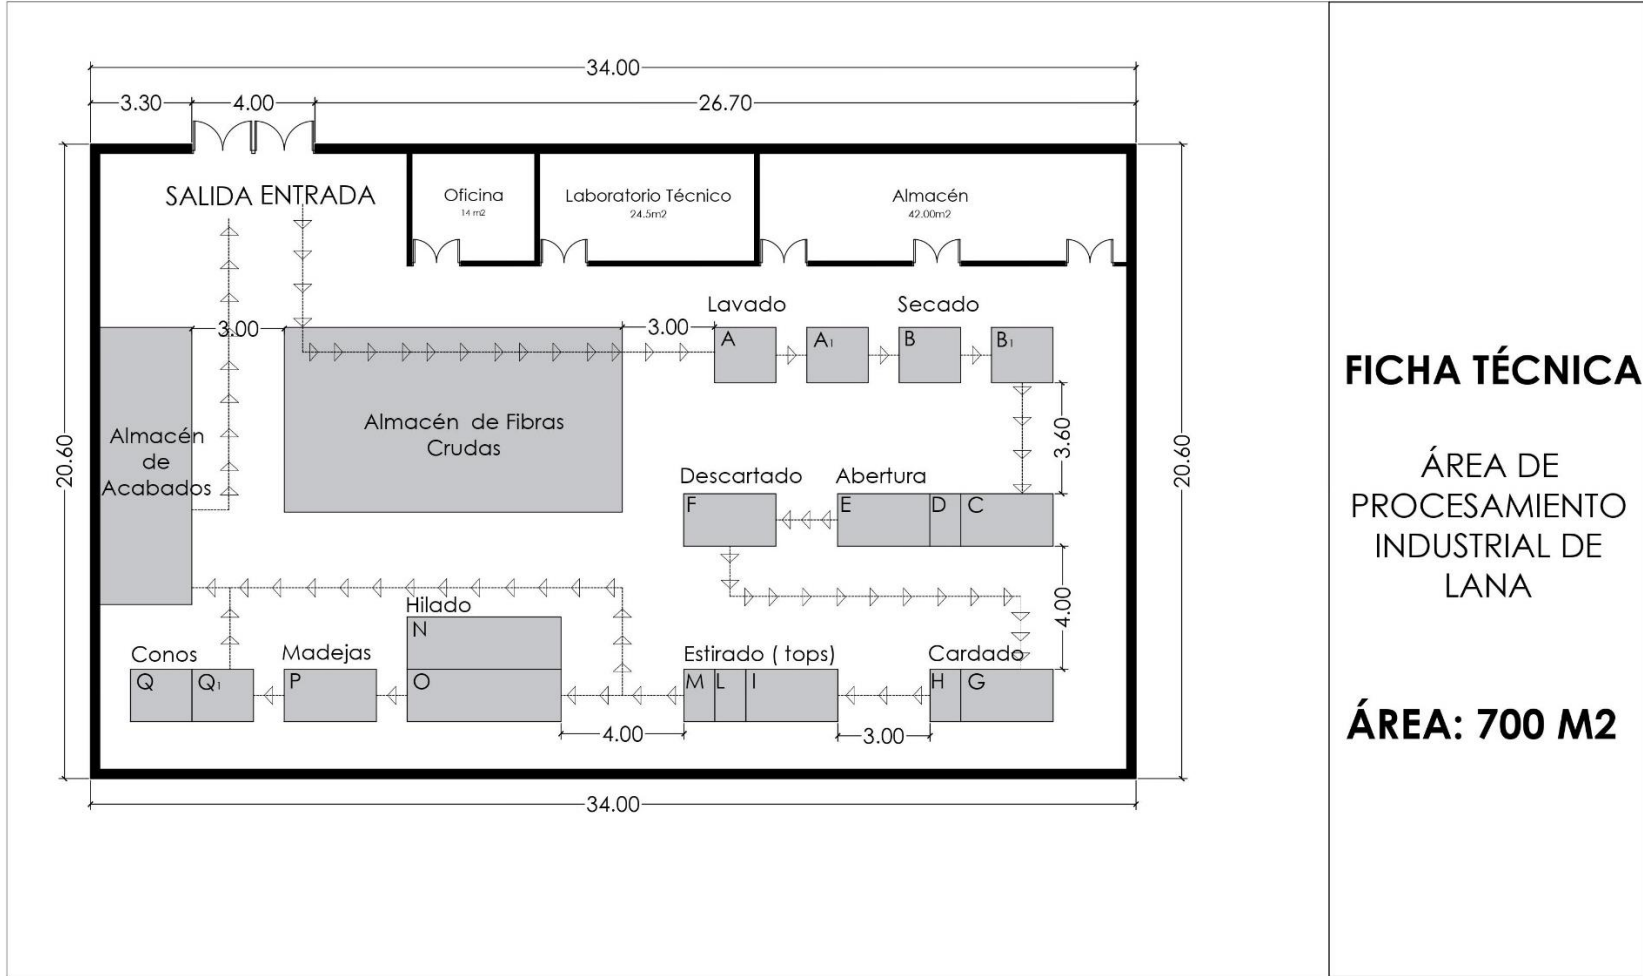 34.00
3.30
4.00
26.70
SALIDA ENTRADA
Oficina
14 m2
Laboratorio Técnico
24.5m2
Almacén
42.00m2
20.60
20.60
3.00
3.00
Lavado
Secado
A
A1
B
B1
Almacén de Fibras
Crudas
Almacén
de
Acabados
3.60
Descartado
Abertura
F
E
D
C
4.00
Hilado
N
Conos
Madejas
Estirado ( tops)
Cardado
Q
Q1
P
O
M
L
I
H
G
4.00
3.00
34.00
FICHA TÉCNICA
ÁREA DE
PROCESAMIENTO
INDUSTRIAL DE
LANA
ÁREA: 700 M2